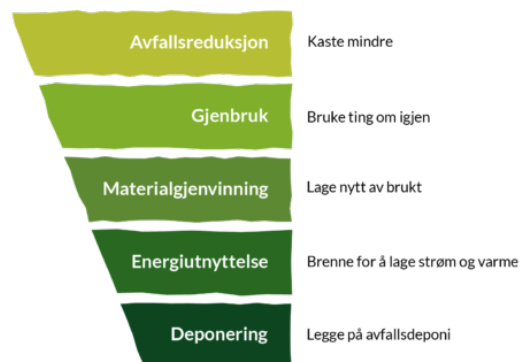 Avfallsreduksjon
Kaste mindre
Gjenbruk
Bruke ting om igjen
Materialgjenvinning
Lage nytt av brukt
Energiutnyttelse
Brenne for å lage strøm og varme
Deponering
Legge på avfallsdeponi